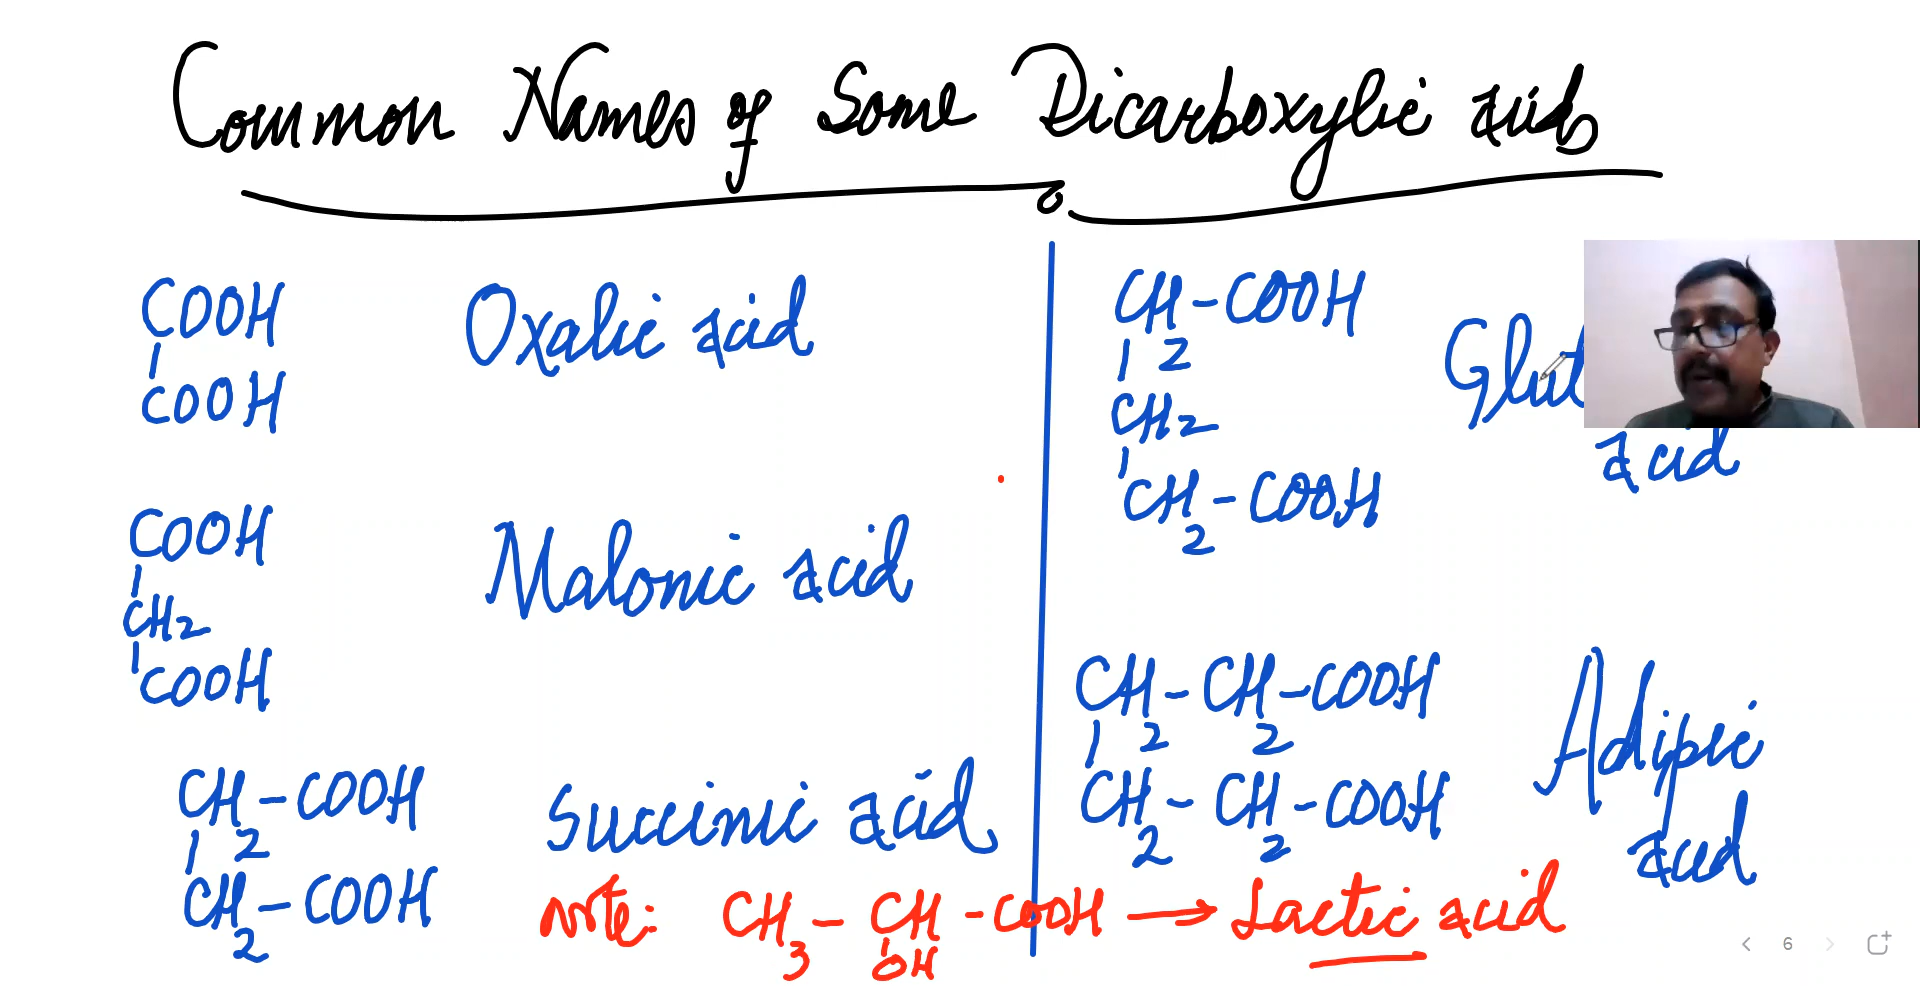 Common Names of Some Dicarboxylic acids
COOH
COOH
Oxalic acid
COOH
CH2
COOH
Malonic acid
CH2-COOH
CH2-COOH
Succinic acid
CH2-COOH
CH2
CH2-COOH
Glut
acid
CH2-CH2-COOH
CH2-CH2-COOH
Adipic
acid
Note: CH3-CH-COOH → Lactic acid
OH
6